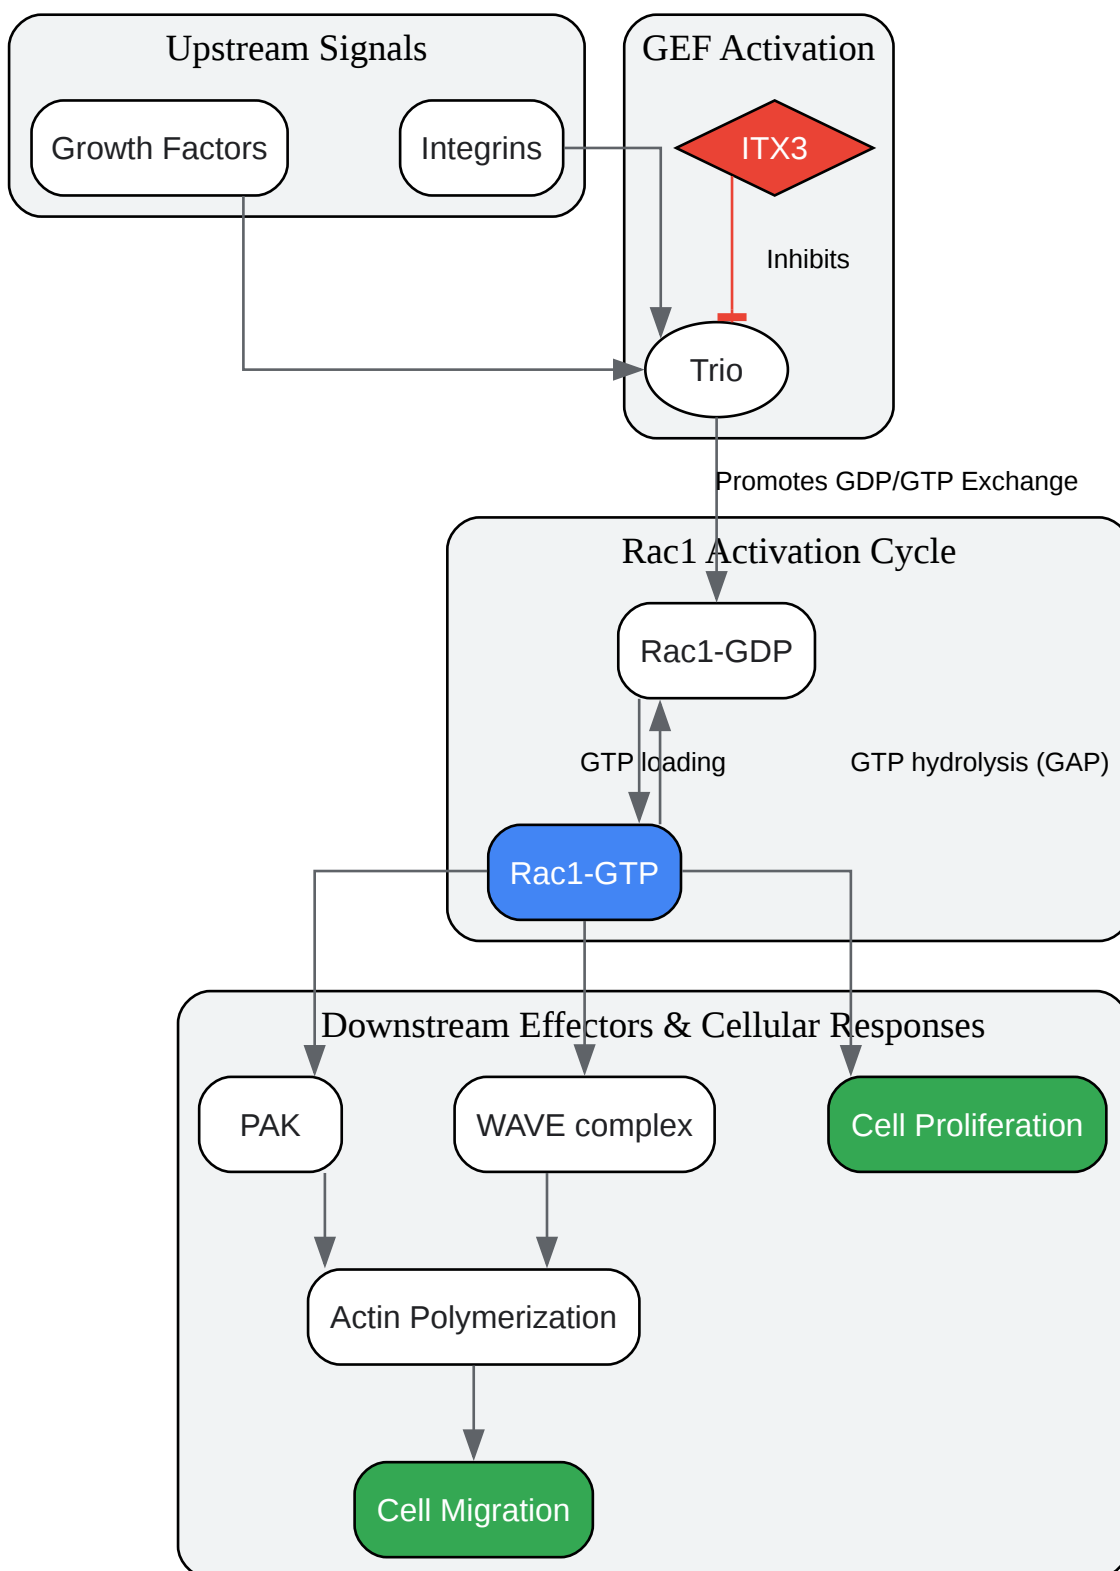 Upstream Signals
GEF Activation
Growth Factors
Integrins
ITX3
Inhibits
Trio
Promotes GDP/GTP Exchange
Rac1 Activation Cycle
Rac1-GDP
GTP loading
GTP hydrolysis (GAP)
Rac1-GTP
Downstream Effectors & Cellular Responses
PAK
WAVE complex
Cell Proliferation
Actin Polymerization
Cell Migration